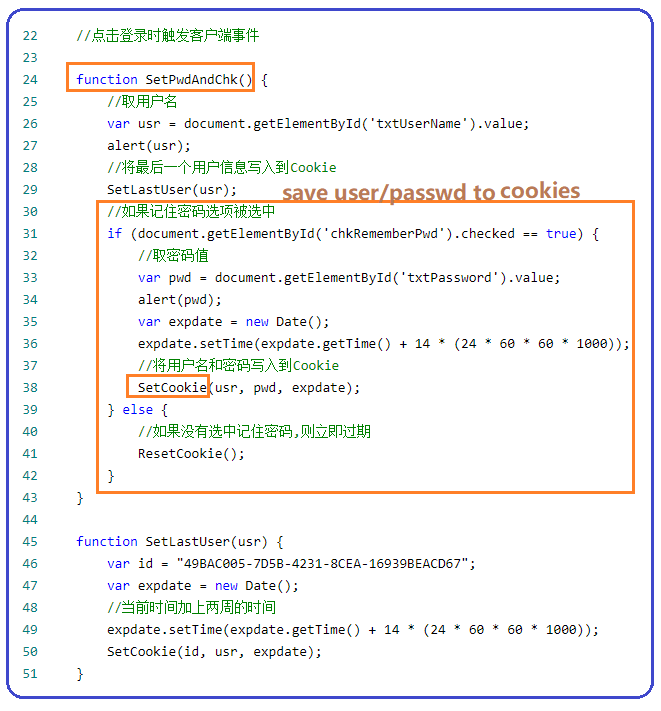 22 //点击登录时触发客户端事件
23
24 function SetPwdAndChk() {
25 //取用户名
26 var usr = document.getElementById('txtUserName').value;
27 alert(usr);
28 //将最后一个用户信息写入到Cookie
29 SetLastUser(usr);
save user/passwd to cookies
30 //如果记住密码选项被选中
31 if (document.getElementById('chkRememberPwd').checked == true) {
32 //取密码值
33 var pwd = document.getElementById('txtPassword').value;
34 alert(pwd);
35 var expdate = new Date();
36 expdate.setTime(expdate.getTime() + 14 * (24 * 60 * 60 * 1000));
37 //将用户名和密码写入到Cookie
38 SetCookie(usr, pwd, expdate);
39 } else {
40 //如果没有选中记住密码,则立即过期
41 ResetCookie();
42 }
43 }
44
45 function SetLastUser(usr) {
46 var id = "49BAC005-7D5B-4231-8CEA-16939BEACD67";
47 var expdate = new Date();
48 //当前时间加上两周的时间
49 expdate.setTime(expdate.getTime() + 14 * (24 * 60 * 60 * 1000));
50 SetCookie(id, usr, expdate);
51 }